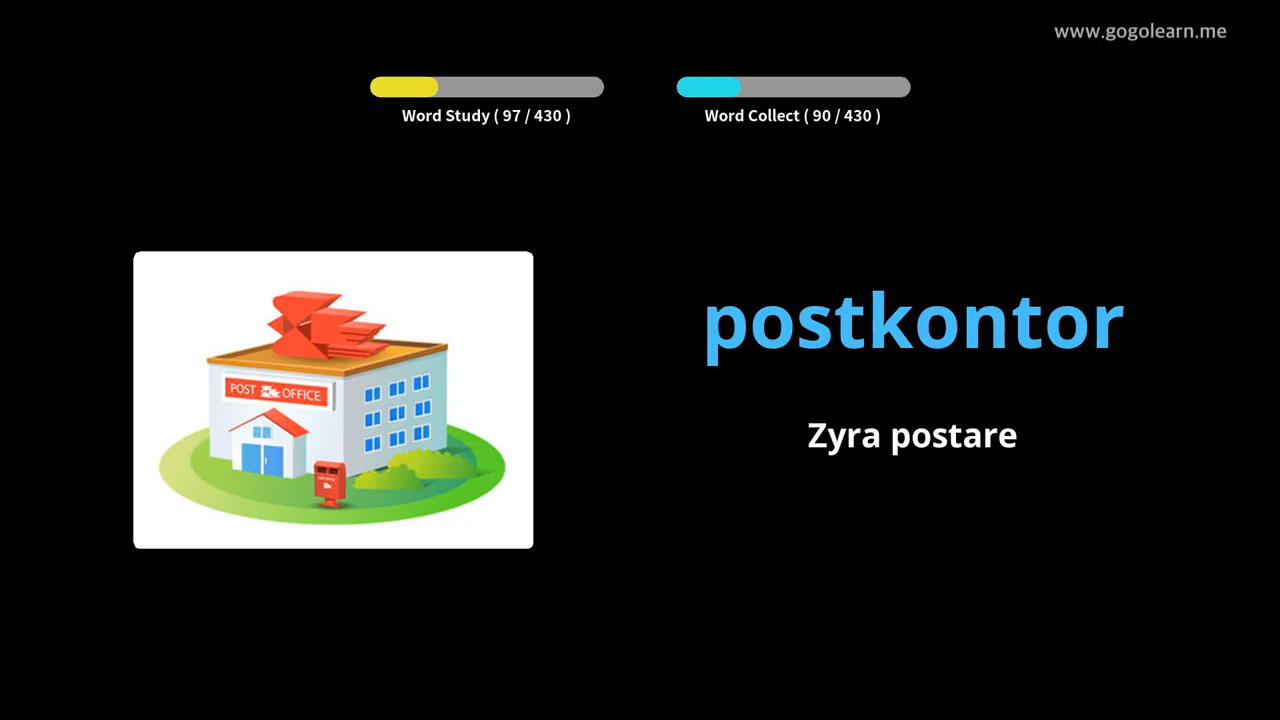 www.gogolearn.me
Word Study ( 97 / 430 )
Word Collect ( 90 / 430 )
POST OFFICE
postkontor
Zyra postare